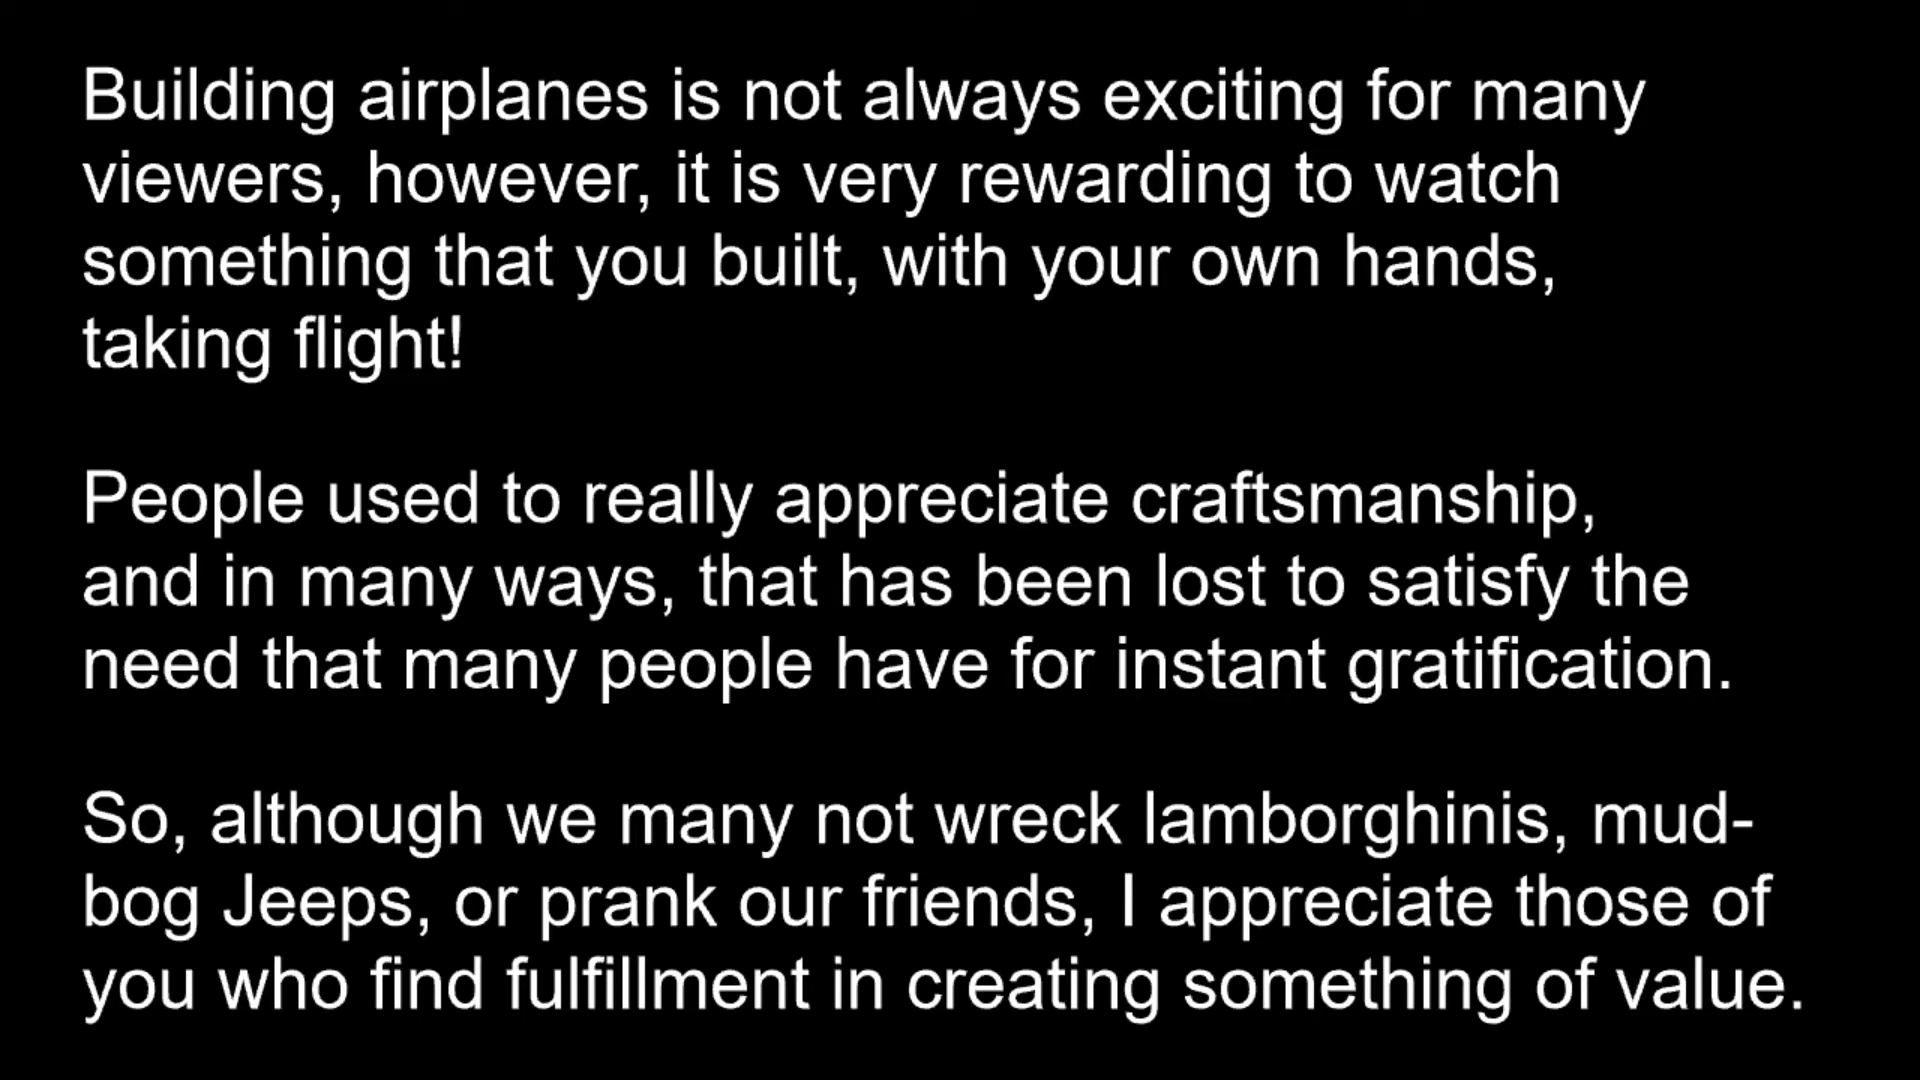 Building airplanes is not always exciting for many
viewers, however, it is very rewarding to watch
something that you built, with your own hands,
taking flight!
People used to really appreciate craftsmanship,
and in many ways, that has been lost to satisfy the
need that many people have for instant gratification.
So, although we many not wreck lamborghinis, mud-
bog Jeeps, or prank our friends, I appreciate those of
you who find fulfillment in creating something of value.